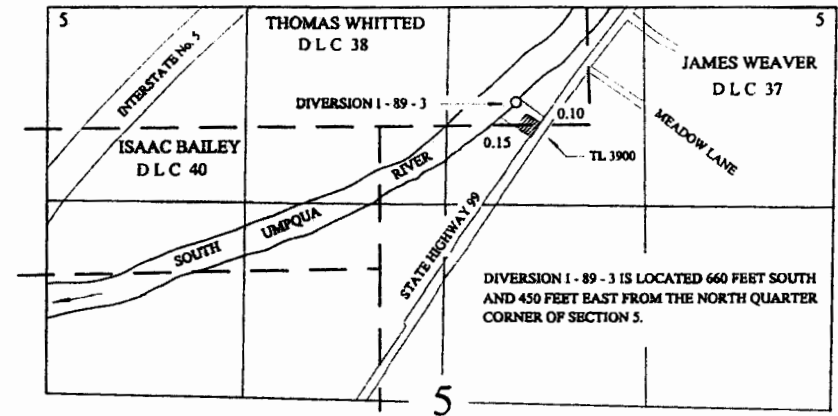 5
THOMAS WHITTED
D L C 38
5
INTERSTATE No. 5
JAMES WEAVER
D L C 37
DIVERSION I - 89 - 3
0.10
MEADOW LANE
ISAAC BAILEY
D L C 40
0.15
TL 3900
SOUTH UMPQUA RIVER
STATE HIGHWAY 99
DIVERSION I - 89 - 3 IS LOCATED 660 FEET SOUTH
AND 450 FEET EAST FROM THE NORTH QUARTER
CORNER OF SECTION 5.
5